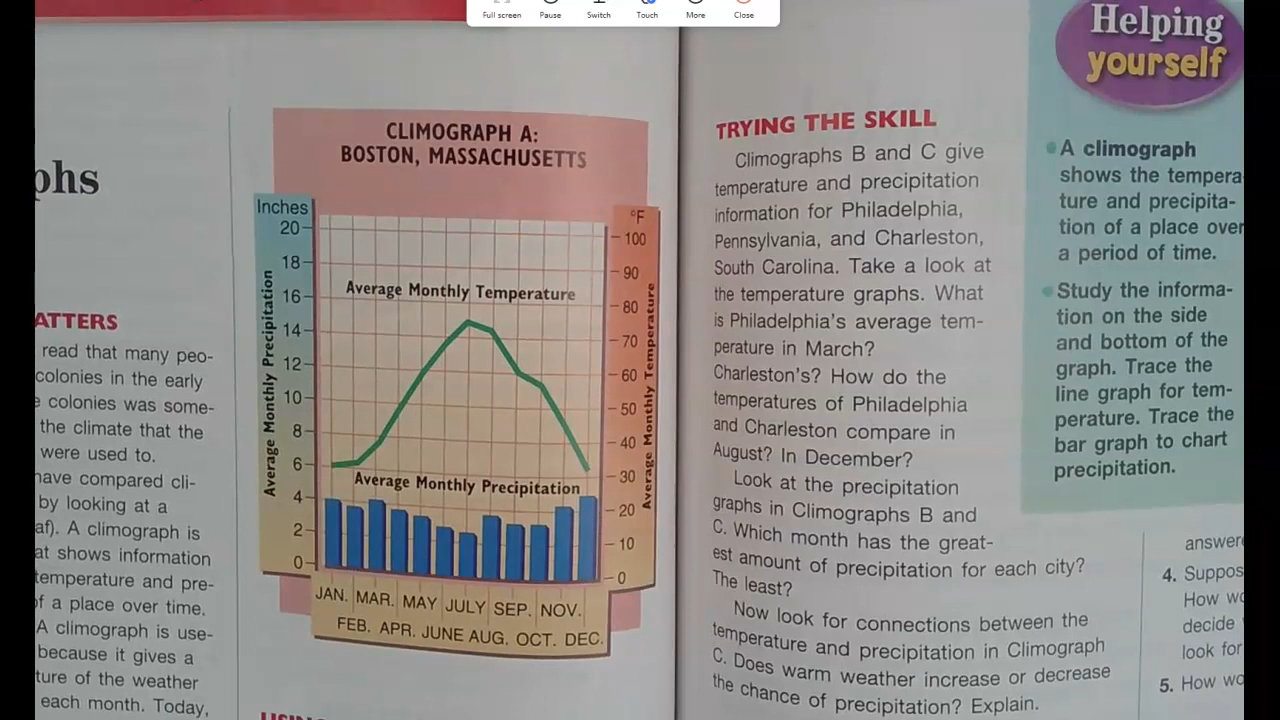 Full screen Pause Switch Touch More Close
phs
ATTERS
read that many peo-
colonies in the early
colonies was some-
the climate that the
were used to.
have compared cli-
by looking at a
af). A climograph is
at shows information
temperature and pre-
of a place over time.
A climograph is use-
because it gives a
ture of the weather
each month. Today,
CLIMOGRAPH A:
BOSTON, MASSACHUSETTS
Inches
20
18
16
14
12
10
8
6
4
2
0
Average Monthly Precipitation
Average Monthly Temperature
Average Monthly Precipitation
°F
100
90
80
70
60
50
40
30
20
10
0
Average Monthly Temperature
JAN. MAR. MAY JULY SEP. NOV.
FEB. APR. JUNE AUG. OCT. DEC.
TRYING THE SKILL
Climographs B and C give
temperature and precipitation
information for Philadelphia,
Pennsylvania, and Charleston,
South Carolina. Take a look at
the temperature graphs. What
is Philadelphia's average tem-
perature in March?
Charleston's? How do the
temperatures of Philadelphia
and Charleston compare in
August? In December?
Look at the precipitation
graphs in Climographs B and
C. Which month has the great-
est amount of precipitation for each city?
The least?
Now look for connections between the
temperature and precipitation in Climograph
C. Does warm weather increase or decrease
the chance of precipitation? Explain.
Helping
yourself
A climograph
shows the tempera-
ture and precipita-
tion of a place over
a period of time.
Study the informa-
tion on the side
and bottom of the
graph. Trace the
line graph for tem-
perature. Trace the
bar graph to chart
precipitation.
answer
4. Suppos
How wo
decide
look for
5. How wo